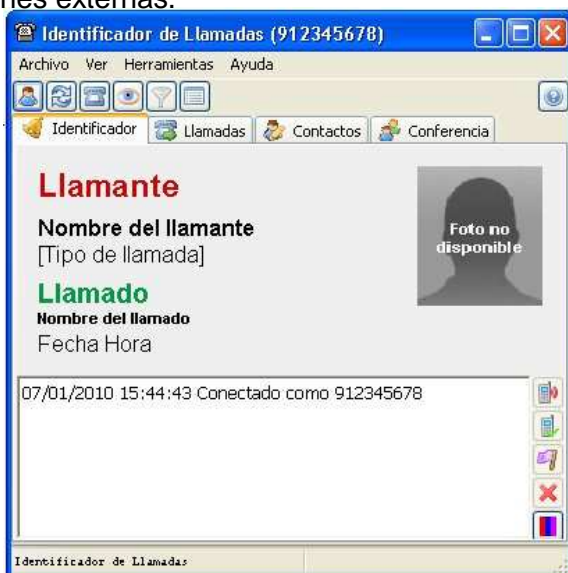 nes externas.
Identificador de Llamadas (912345678)
Archivo Ver Herramientas Ayuda
Identificador Llamadas Contactos Conferencia
Llamante
Nombre del llamante
[Tipo de llamada]
Foto no
disponible
Llamado
Nombre del llamado
Fecha Hora
07/01/2010 15:44:43 Conectado como 912345678
Identificador de Llamadas